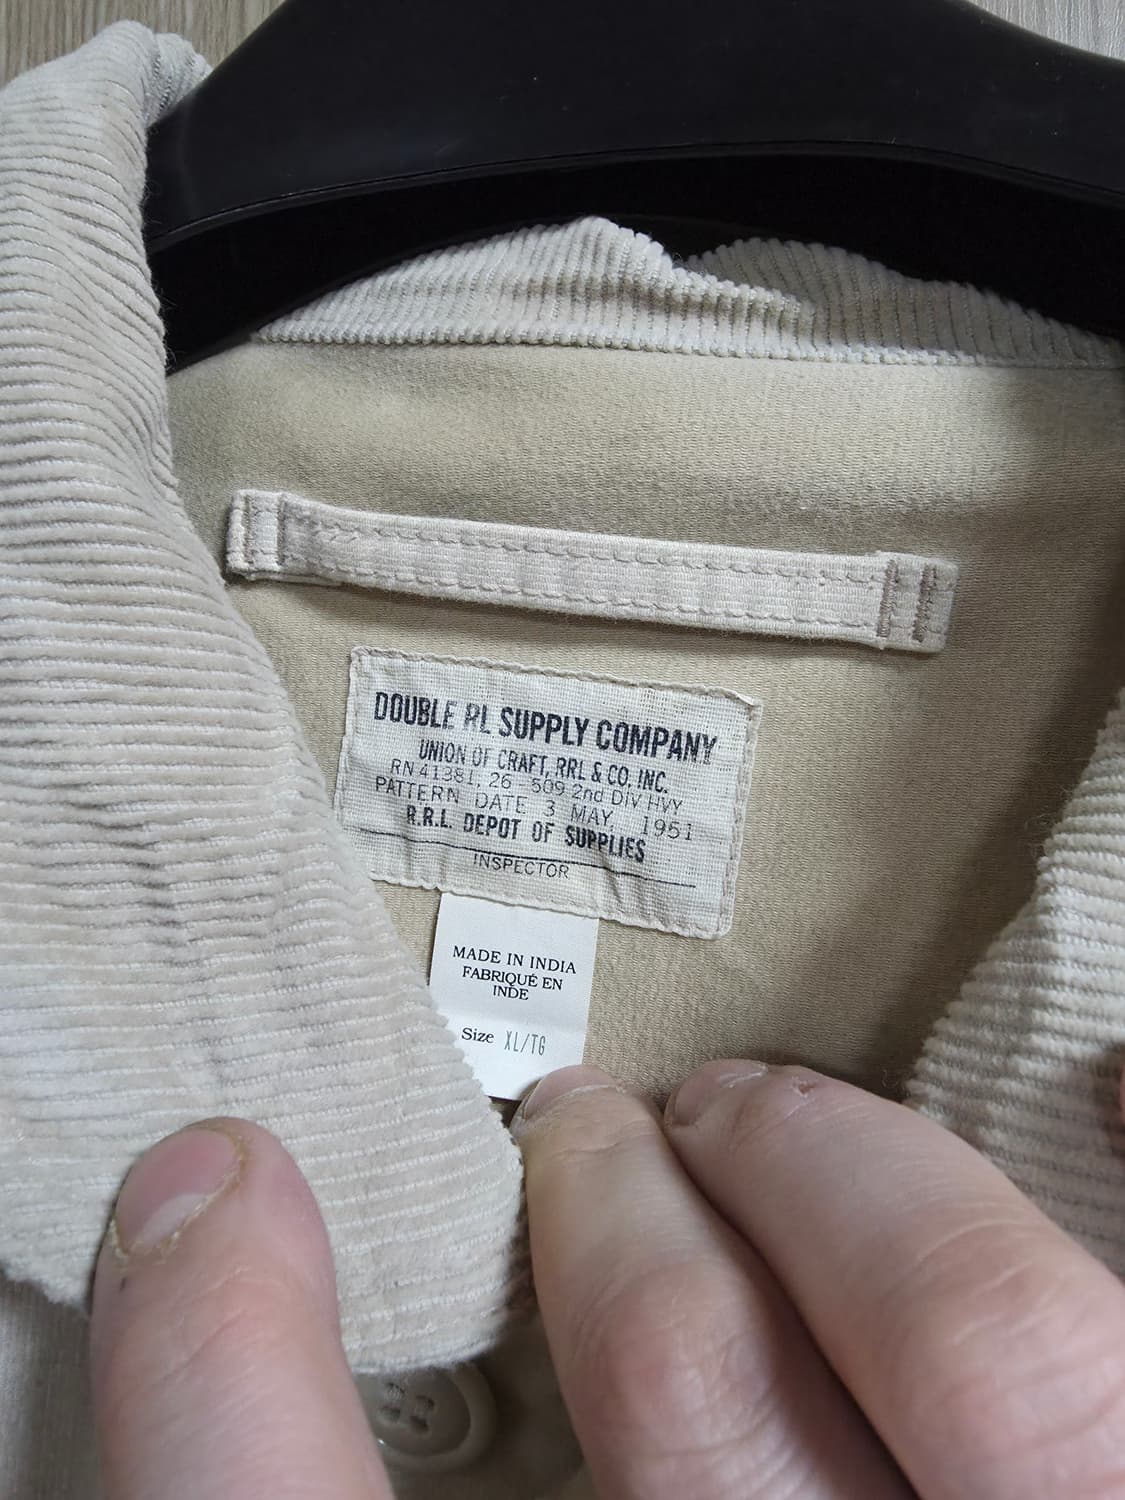 DOUBLE RL SUPPLY COMPANY
UNION OF CRAFT, RRL & CO. INC.
RN 41381, 26-509 2nd DIV HVY
PATTERN DATE 3 MAY 1951
R.R.L. DEPOT OF SUPPLIES
INSPECTOR
MADE IN INDIA
FABRIQUÉ EN
INDE
Size XL/TG